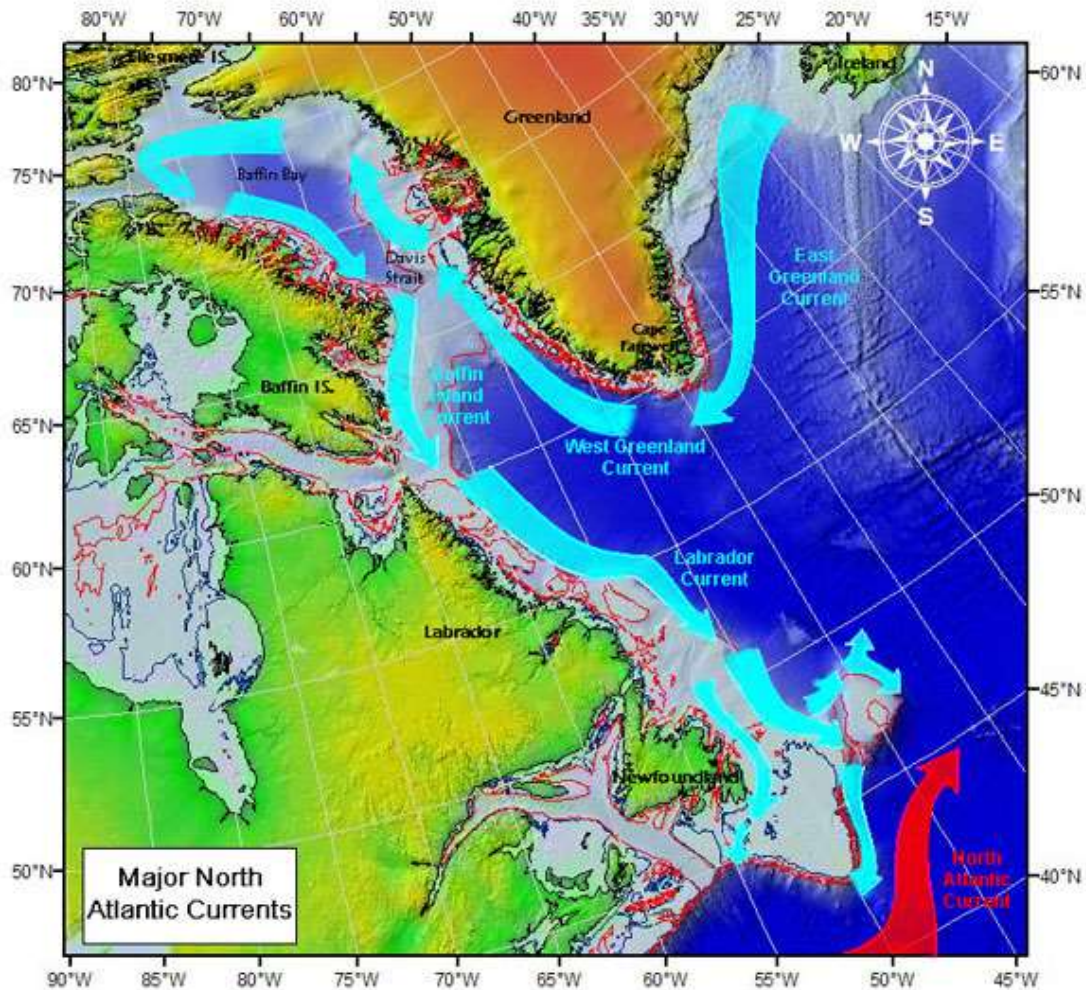 80°W 70°W 60°W 50°W 40°W 35°W 30°W 25°W 20°W 15°W
80°N
75°N
70°N
65°N
60°N
55°N
50°N
60°N
55°N
50°N
45°N
40°N
Ellesmere IS.
Iceland
N
W E
S
Greenland
Baffin Bay
Davis
Strait
East
Greenland
Current
Cape
Farewell
Baffin IS.
Baffin
Island
Current
West Greenland
Current
Labrador
Current
Labrador
Newfoundland
North
Atlantic
Current
Major North
Atlantic Currents
90°W 85°W 80°W 75°W 70°W 65°W 60°W 55°W 50°W 45°W